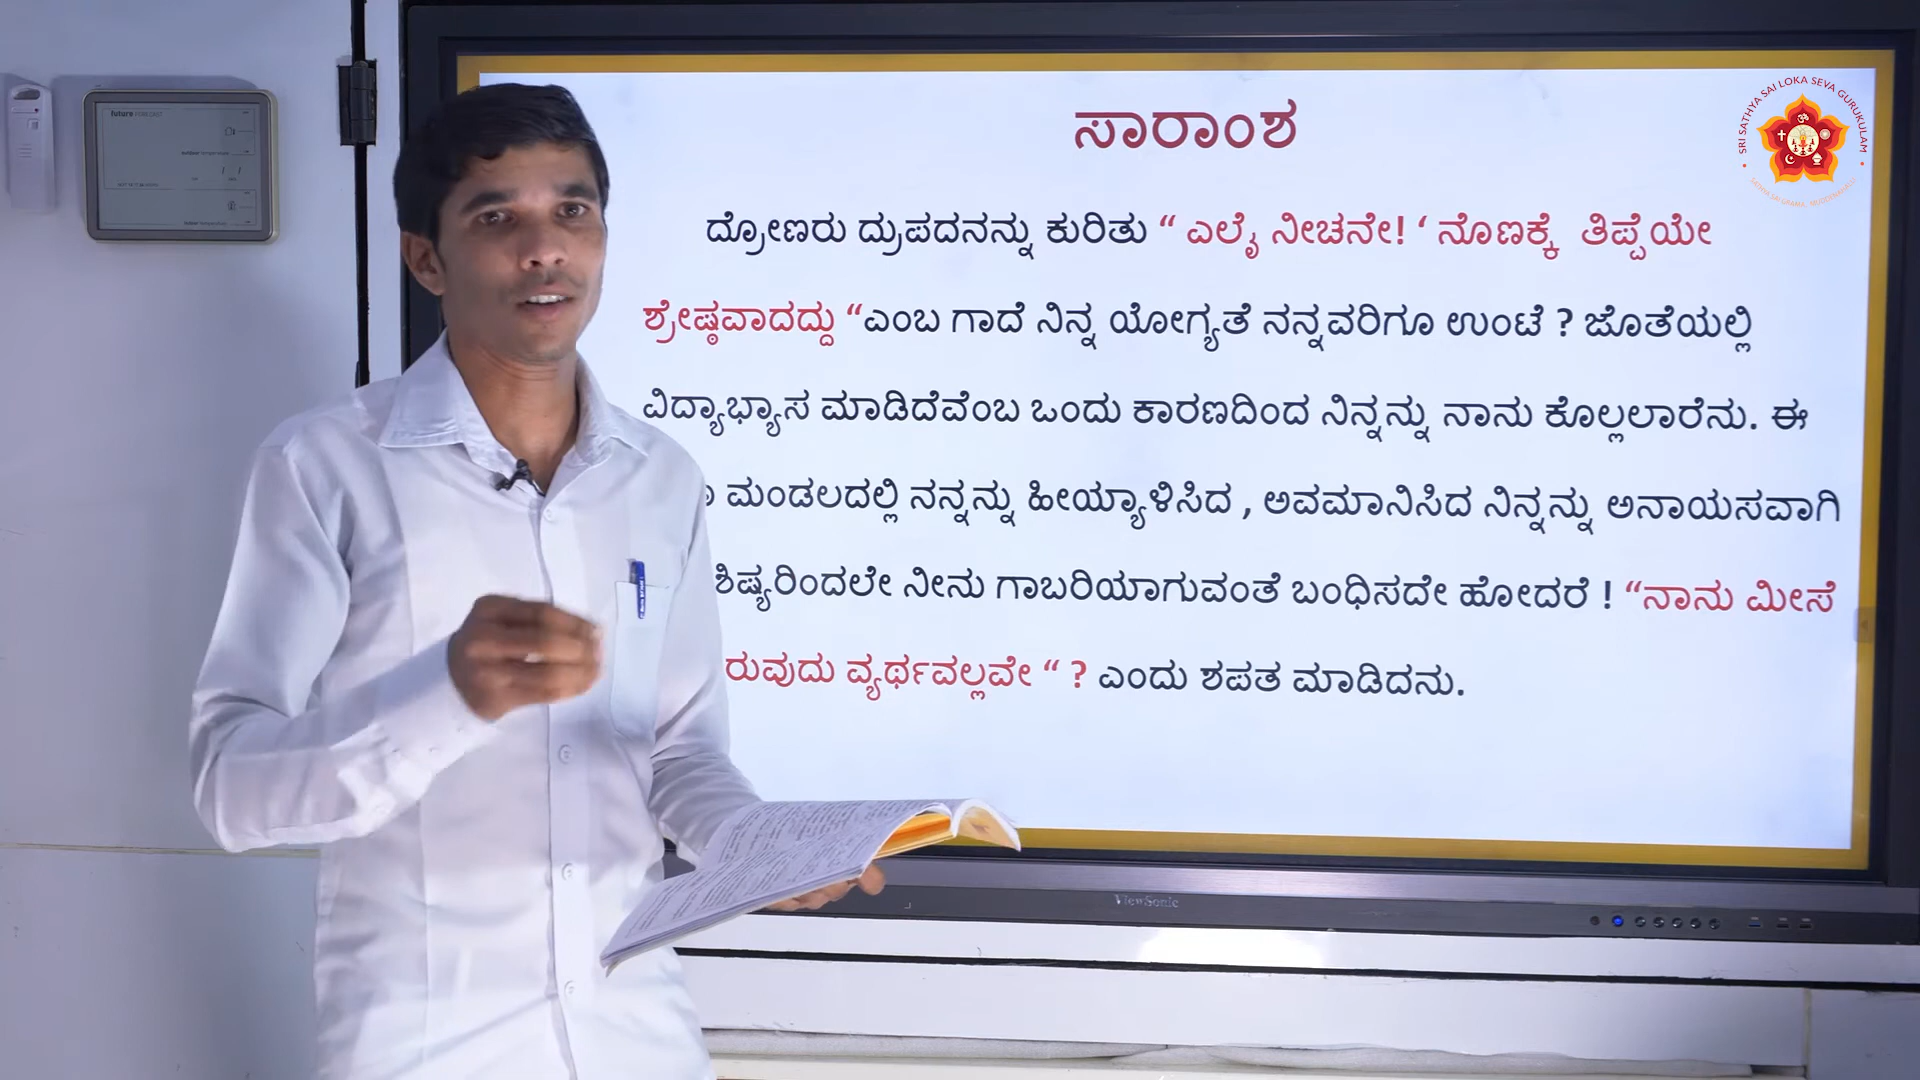 ಸಾರಾಂಶ
ದ್ರೋಣರು ದ್ರುಪದನನ್ನು ಕುರಿತು “ ಎಲೈ ನೀಚನೇ! ‘ ನೊಣಕ್ಕೆ ತಿಪ್ಪೆಯೇ
ಶ್ರೇಷ್ಠವಾದದ್ದು “ಎಂಬ ಗಾದೆ ನಿನ್ನ ಯೋಗ್ಯತೆ ನನ್ನವರಿಗೂ ಉಂಟೆ ? ಜೊತೆಯಲ್ಲಿ
ವಿದ್ಯಾಭ್ಯಾಸ ಮಾಡಿದೆವೆಂಬ ಒಂದು ಕಾರಣದಿಂದ ನಿನ್ನನ್ನು ನಾನು ಕೊಲ್ಲಲಾರೆನು. ಈ
ಮಂಡಲದಲ್ಲಿ ನನ್ನನ್ನು ಹೀಯ್ಯಾಳಿಸಿದ , ಅವಮಾನಿಸಿದ ನಿನ್ನನ್ನು ಅನಾಯಸವಾಗಿ
ಶಿಷ್ಯರಿಂದಲೇ ನೀನು ಗಾಬರಿಯಾಗುವಂತೆ ಬಂಧಿಸದೇ ಹೋದರೆ ! “ನಾನು ಮೀಸೆ
ರುವುದು ವ್ಯರ್ಥವಲ್ಲವೇ “ ? ಎಂದು ಶಪತ ಮಾಡಿದನು.
SRI SATHYA SAI LOKA SEVA GURUKULAM
future FORECAST
ViewSonic